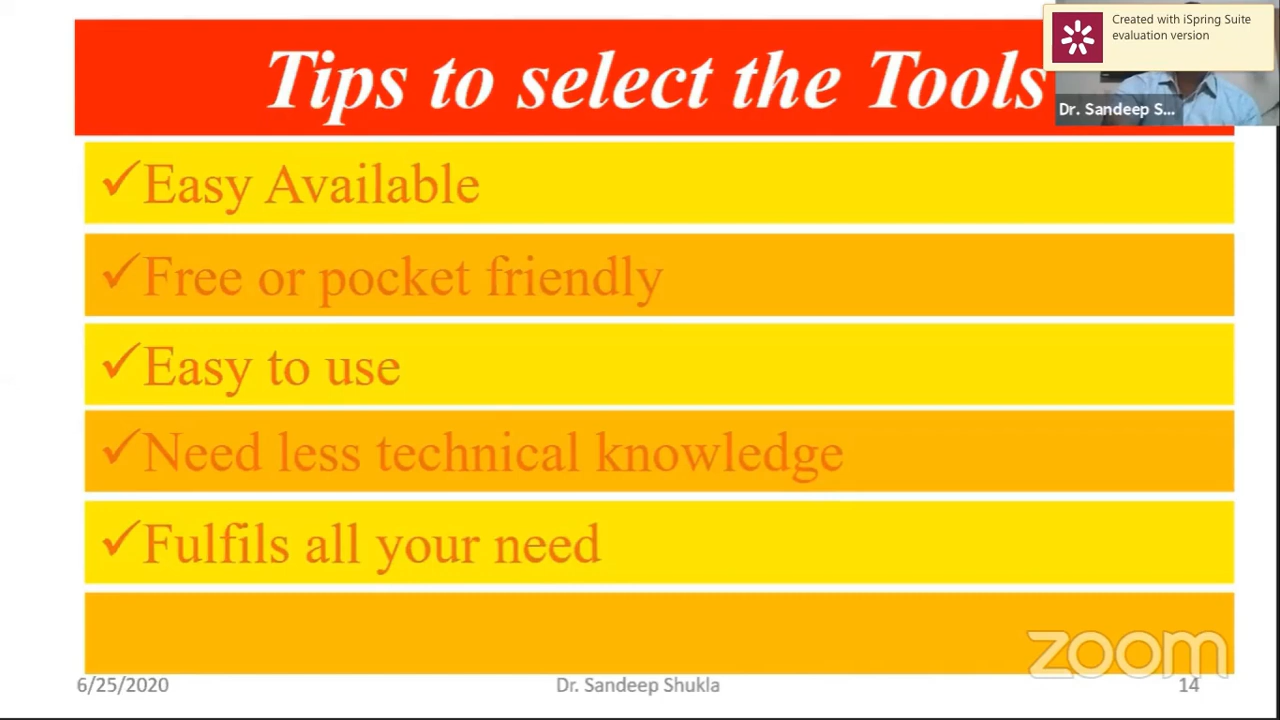 Tips to select the Tools
Created with iSpring Suite
evaluation version
Dr. Sandeep S...
✓Easy Available
✓Free or pocket friendly
✓Easy to use
✓Need less technical knowledge
✓Fulfils all your need
zoom
6/25/2020
Dr. Sandeep Shukla
14